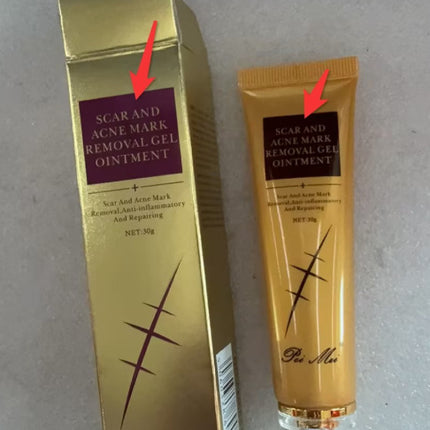 SCAR AND
ACNE MARK
REMOVAL GEL
OINTMENT
Scar And Acne Mark
Removal,Anti-inflammatory
And Repairing
NET:30g
SCAR AND
ACNE MARK
REMOVAL GEL
OINTMENT
Scar And Acne Mark
Removal,Anti-inflammatory
And Repairing
NET:30g
Pei Mei